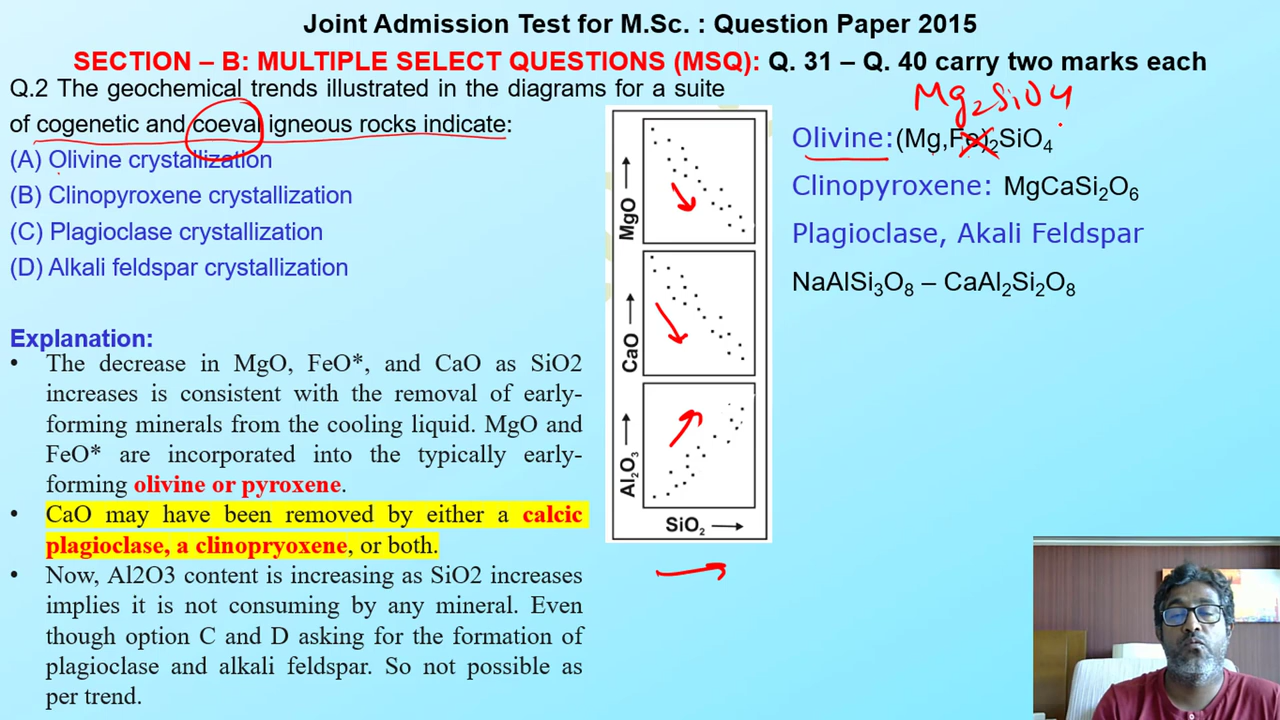 Joint Admission Test for M.Sc. : Question Paper 2015
SECTION – B: MULTIPLE SELECT QUESTIONS (MSQ): Q. 31 – Q. 40 carry two marks each
Q.2 The geochemical trends illustrated in the diagrams for a suite
of cogenetic and coeval igneous rocks indicate:
(A) Olivine crystallization
(B) Clinopyroxene crystallization
(C) Plagioclase crystallization
(D) Alkali feldspar crystallization
Explanation:
• The decrease in MgO, FeO*, and CaO as SiO2
increases is consistent with the removal of early-
forming minerals from the cooling liquid. MgO and
FeO* are incorporated into the typically early-
forming olivine or pyroxene.
• CaO may have been removed by either a calcic
plagioclase, a clinopryoxene, or both.
• Now, Al2O3 content is increasing as SiO2 increases
implies it is not consuming by any mineral. Even
though option C and D asking for the formation of
plagioclase and alkali feldspar. So not possible as
per trend.
MgO
CaO
Al₂O₃
SiO₂
Mg₂SiO4
Olivine: (Mg,Fe)₂SiO₄
Clinopyroxene: MgCaSi₂O₆
Plagioclase, Akali Feldspar
NaAlSi₃O₈ – CaAl₂Si₂O₈